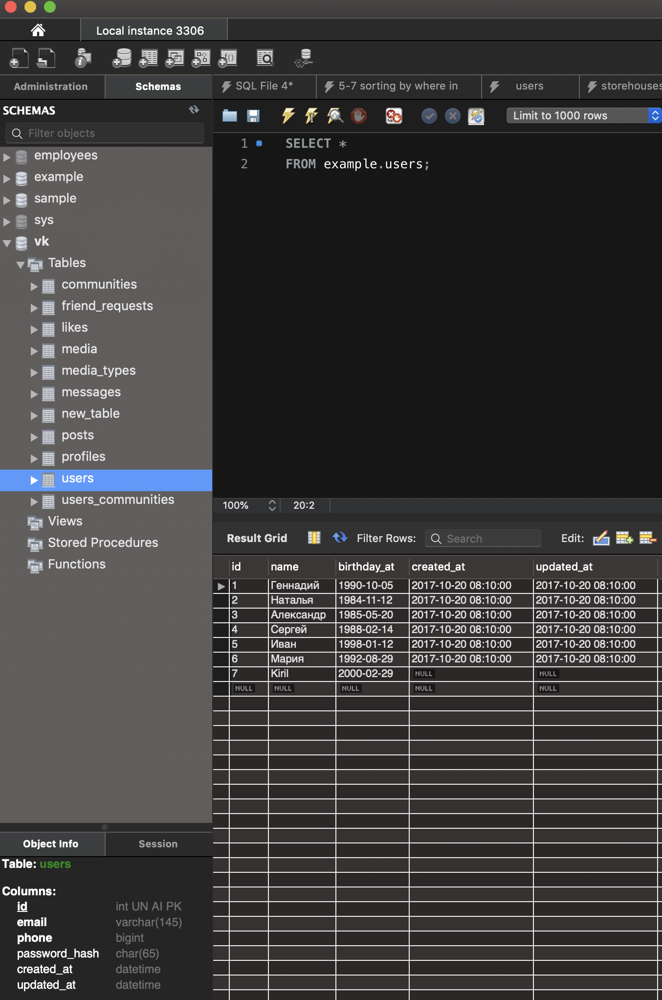 Local instance 3306
Administration
Schemas
SQL File 4*
5-7 sorting by where in
users
storehouses
SCHEMAS
Filter objects
Limit to 1000 rows
employees
example
sample
sys
vk
Tables
communities
friend_requests
likes
media
media_types
messages
new_table
posts
profiles
users
users_communities
Views
Stored Procedures
Functions
1 SELECT *
2 FROM example.users;
100% 20:2
Result Grid Filter Rows: Search Edit:
id name birthday_at created_at updated_at
1 Геннадий 1990-10-05 2017-10-20 08:10:00 2017-10-20 08:10:00
2 Наталья 1984-11-12 2017-10-20 08:10:00 2017-10-20 08:10:00
3 Александр 1985-05-20 2017-10-20 08:10:00 2017-10-20 08:10:00
4 Сергей 1988-02-14 2017-10-20 08:10:00 2017-10-20 08:10:00
5 Иван 1998-01-12 2017-10-20 08:10:00 2017-10-20 08:10:00
6 Мария 1992-08-29 2017-10-20 08:10:00 2017-10-20 08:10:00
7 Kiril 2000-02-29 NULL NULL
NULL NULL NULL NULL NULL
Object Info
Session
Table: users
Columns:
id int UN AI PK
email varchar(145)
phone bigint
password_hash char(65)
created_at datetime
updated_at datetime